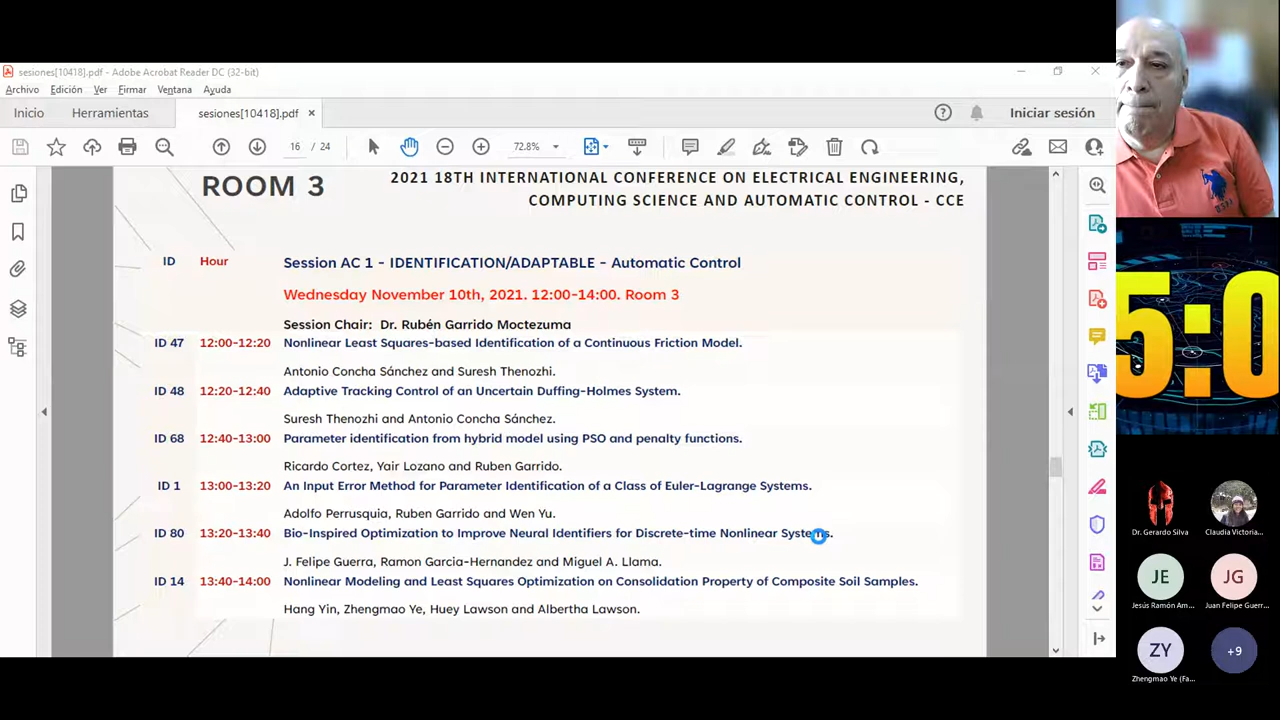 sesiones[10418].pdf - Adobe Acrobat Reader DC (32-bit)
Archivo Edición Ver Firmar Ventana Ayuda
Inicio Herramientas sesiones[10418].pdf Iniciar sesión
16 / 24 72.8%
ROOM 3
2021 18TH INTERNATIONAL CONFERENCE ON ELECTRICAL ENGINEERING,
COMPUTING SCIENCE AND AUTOMATIC CONTROL - CCE
ID Hour Session AC 1 - IDENTIFICATION/ADAPTABLE - Automatic Control
Wednesday November 10th, 2021. 12:00-14:00. Room 3
Session Chair: Dr. Rubén Garrido Moctezuma
ID 47 12:00-12:20 Nonlinear Least Squares-based Identification of a Continuous Friction Model.
Antonio Concha Sánchez and Suresh Thenozhi.
ID 48 12:20-12:40 Adaptive Tracking Control of an Uncertain Duffing-Holmes System.
Suresh Thenozhi and Antonio Concha Sánchez.
ID 68 12:40-13:00 Parameter identification from hybrid model using PSO and penalty functions.
Ricardo Cortez, Yair Lozano and Ruben Garrido.
ID 1 13:00-13:20 An Input Error Method for Parameter Identification of a Class of Euler-Lagrange Systems.
Adolfo Perrusquia, Ruben Garrido and Wen Yu.
ID 80 13:20-13:40 Bio-Inspired Optimization to Improve Neural Identifiers for Discrete-time Nonlinear Systems.
J. Felipe Guerra, Ramon Garcia-Hernandez and Miguel A. Llama.
ID 14 13:40-14:00 Nonlinear Modeling and Least Squares Optimization on Consolidation Property of Composite Soil Samples.
Hang Yin, Zhengmao Ye, Huey Lawson and Albertha Lawson.
5:0
Dr. Gerardo Silva Claudia Victoria...
JE JG
Jesús Ramón Am... Juan Felipe Guerr...
ZY +9
Zhengmao Ye (Fa...